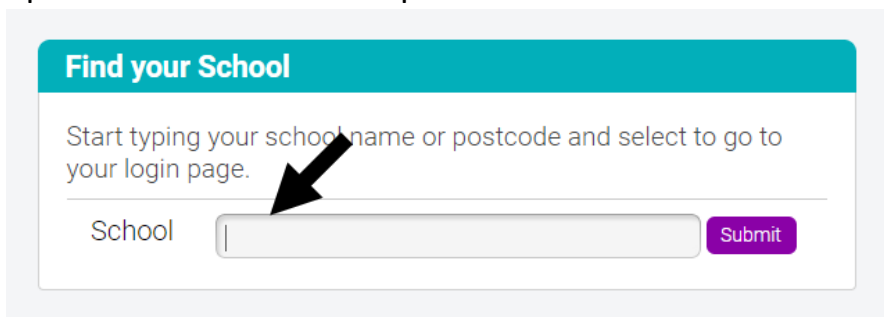 Find your School
Start typing your school name or postcode and select to go to
your login page.
School
Submit